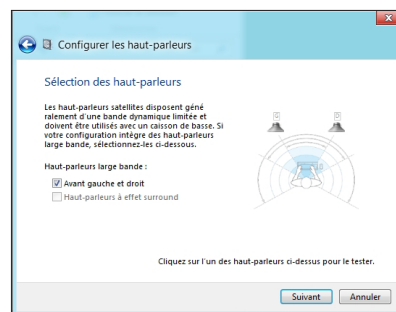 Configurer les haut-parleurs
Sélection des haut-parleurs
Les haut-parleurs satellites disposent géné
ralement d'une bande dynamique limitée et
doivent être utilisés avec un caisson de basse. Si
votre configuration intègre des haut-parleurs
large bande, sélectionnez-les ci-dessous.
Haut-parleurs large bande :
Avant gauche et droit
Haut-parleurs à effet surround
Cliquez sur l'un des haut-parleurs ci-dessus pour le tester.
Suivant Annuler